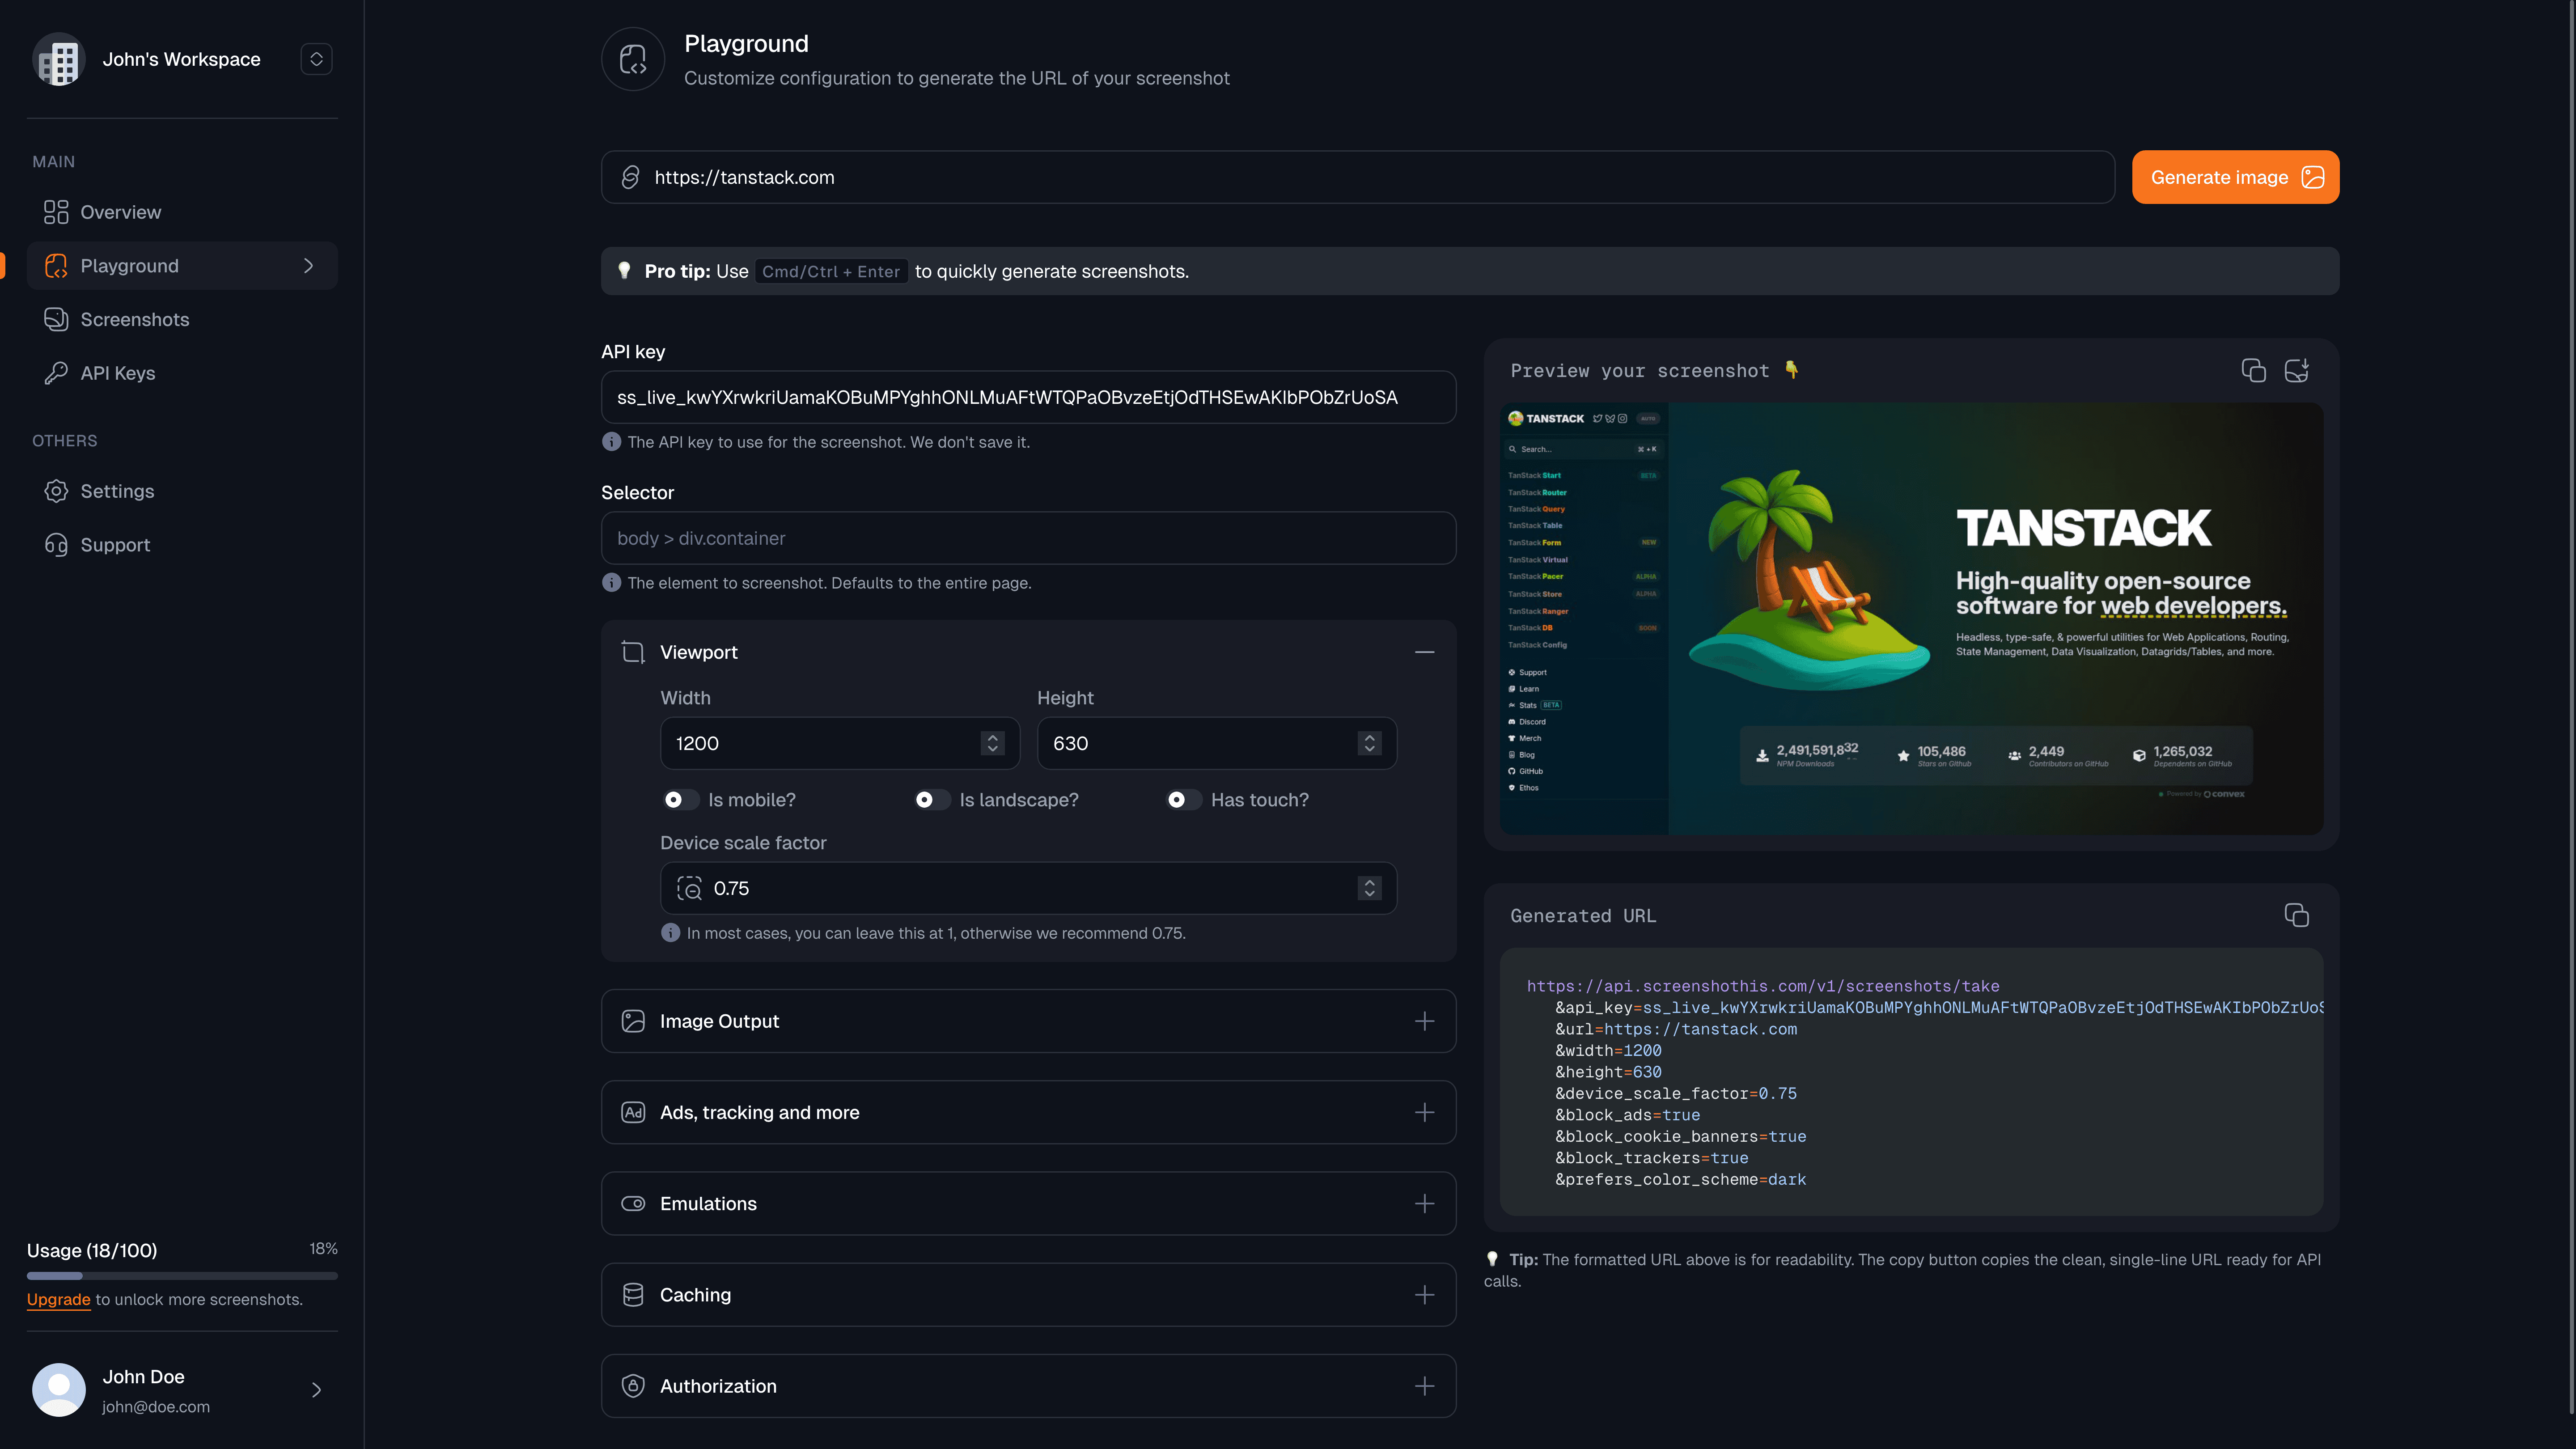 John's Workspace
MAIN
Overview
Playground
Screenshots
API Keys
OTHERS
Settings
Support
Usage (18/100)
18%
Upgrade to unlock more screenshots.
John Doe
john@doe.com
Playground
Customize configuration to generate the URL of your screenshot
https://tanstack.com
Generate image
Pro tip: Use Cmd/Ctrl + Enter to quickly generate screenshots.
API key
ss_live_kwYXrwkriUamaKOBuMPYghhONLMuAFtWTQPaOBvzeEtjOdTHSEwAKIbPObZrUoSA
The API key to use for the screenshot. We don't save it.
Selector
body > div.container
The element to screenshot. Defaults to the entire page.
Viewport
Width
Height
1200
630
Is mobile?
Is landscape?
Has touch?
Device scale factor
0.75
In most cases, you can leave this at 1, otherwise we recommend 0.75.
Image Output
Ad
Ads, tracking and more
Emulations
Caching
Authorization
Preview your screenshot
TANSTACK
AUTO
Search...
⌘ + K
TanStack Start
BETA
TanStack Router
TanStack Query
TanStack Table
TanStack Form
NEW
TanStack Virtual
TanStack Pacer
ALPHA
TanStack Store
ALPHA
TanStack Ranger
TanStack DB
SOON
TanStack Config
Support
Learn
Stats BETA
Discord
Merch
Blog
GitHub
Ethos
TANSTACK
High-quality open-source
software for web developers.
Headless, type-safe, & powerful utilities for Web Applications, Routing,
State Management, Data Visualization, Datagrids/Tables, and more.
2,491,591,832
NPM Downloads
105,486
Stars on Github
2,449
Contributors on GitHub
1,265,032
Dependents on GitHub
Powered by convex
Generated URL
https://api.screenshothis.com/v1/screenshots/take
&api_key=ss_live_kwYXrwkriUamaKOBuMPYghhONLMuAFtWTQPaOBvzeEtjOdTHSEwAKIbPObZrUoS
&url=https://tanstack.com
&width=1200
&height=630
&device_scale_factor=0.75
&block_ads=true
&block_cookie_banners=true
&block_trackers=true
&prefers_color_scheme=dark
Tip: The formatted URL above is for readability. The copy button copies the clean, single-line URL ready for API
calls.